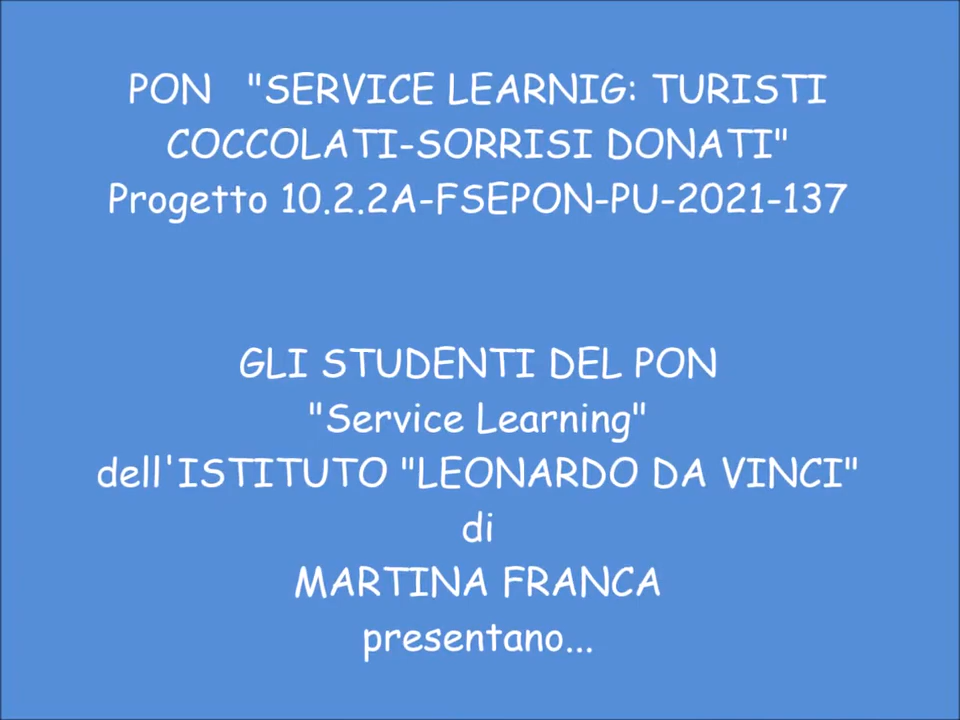 PON "SERVICE LEARNIG: TURISTI
COCCOLATI-SORRISI DONATI"
Progetto 10.2.2A-FSEPON-PU-2021-137
GLI STUDENTI DEL PON
"Service Learning"
dell'ISTITUTO "LEONARDO DA VINCI"
di
MARTINA FRANCA
presentano...